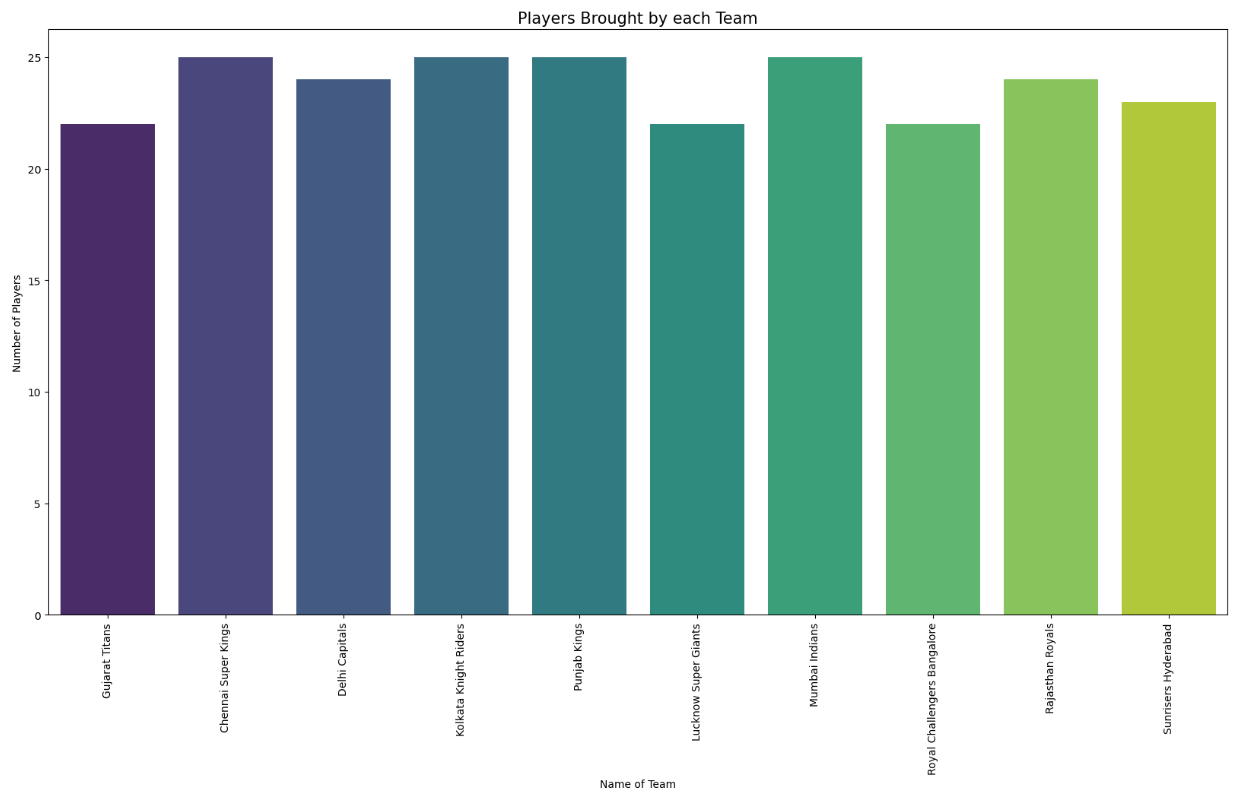 Players Brought by each Team
Number of Players
25
20
15
10
5
0
Gujarat Titans
Chennai Super Kings
Delhi Capitals
Kolkata Knight Riders
Punjab Kings
Lucknow Super Giants
Mumbai Indians
Royal Challengers Bangalore
Rajasthan Royals
Sunrisers Hyderabad
Name of Team